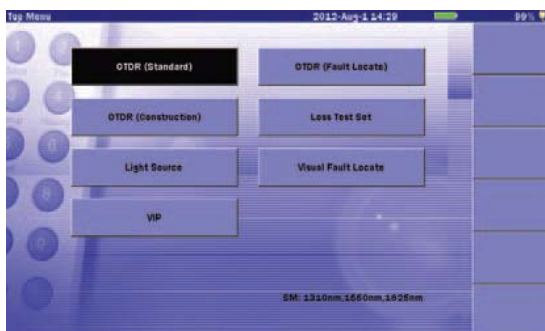 Top Menu 2012-Aug-1 14:29 99%
OTDR (Standard) OTDR (Fault Locate)
OTDR (Construction) Loss Test Set
Light Source Visual Fault Locate
VIP
SM: 1310nm,1550nm,1625nm